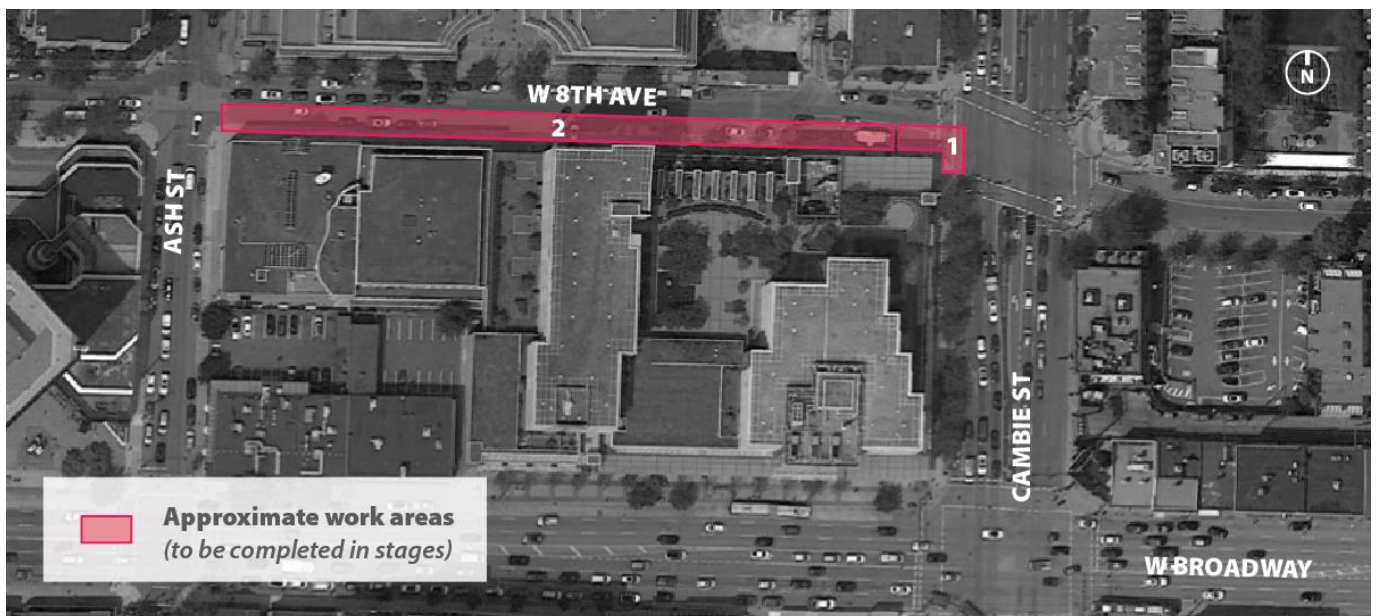 N
W 8TH AVE
2
1
ASH ST
CAMBIE ST
Approximate work areas
(to be completed in stages)
W BROADWAY